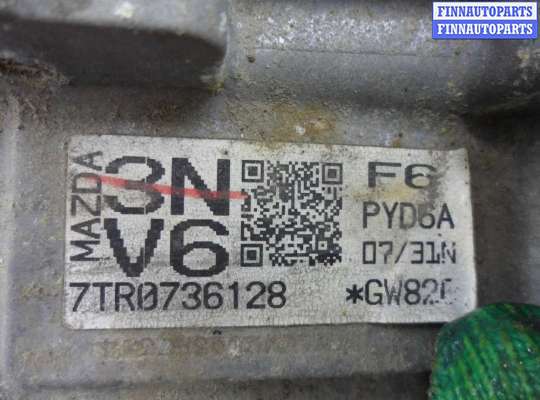 FINNAUTOPARTS
FINNAUTOPARTS
MAZDA
3N
V6
F6
PYD6A
07/31N
7TR0736128
*GW82